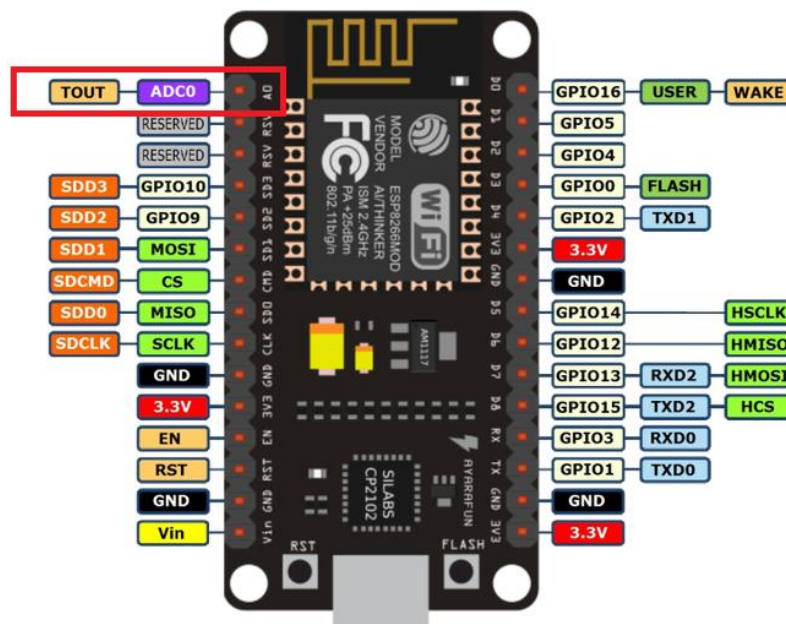 TOUT ADC0 A0
RESERVED RSV
RESERVED RSV
SDD3 GPIO10 SD3
SDD2 GPIO9 SD2
SDD1 MOSI SD1
SDCMD CS CMD
SDD0 MISO SD0
SDCLK SCLK CLK
GND GND
3.3V 3V3
EN EN
RST RST
GND GND
Vin Vin
MODEL ESP8266MOD
VENDOR AI/THINKER
ISM 2.4GHz
PA +25dBm
802.11b/g/n
FC
Wi Fi
AM1117
SILABS
CP2102
AYARAFUN
RST
FLASH
D0 GPIO16 USER WAKE
D1 GPIO5
D2 GPIO4
D3 GPIO0 FLASH
D4 GPIO2 TXD1
3V3 3.3V
GND GND
D5 GPIO14 HSCLK
D6 GPIO12 HMISO
D7 GPIO13 RXD2 HMOSI
D8 GPIO15 TXD2 HCS
RX GPIO3 RXD0
TX GPIO1 TXD0
GND GND
3V3 3.3V